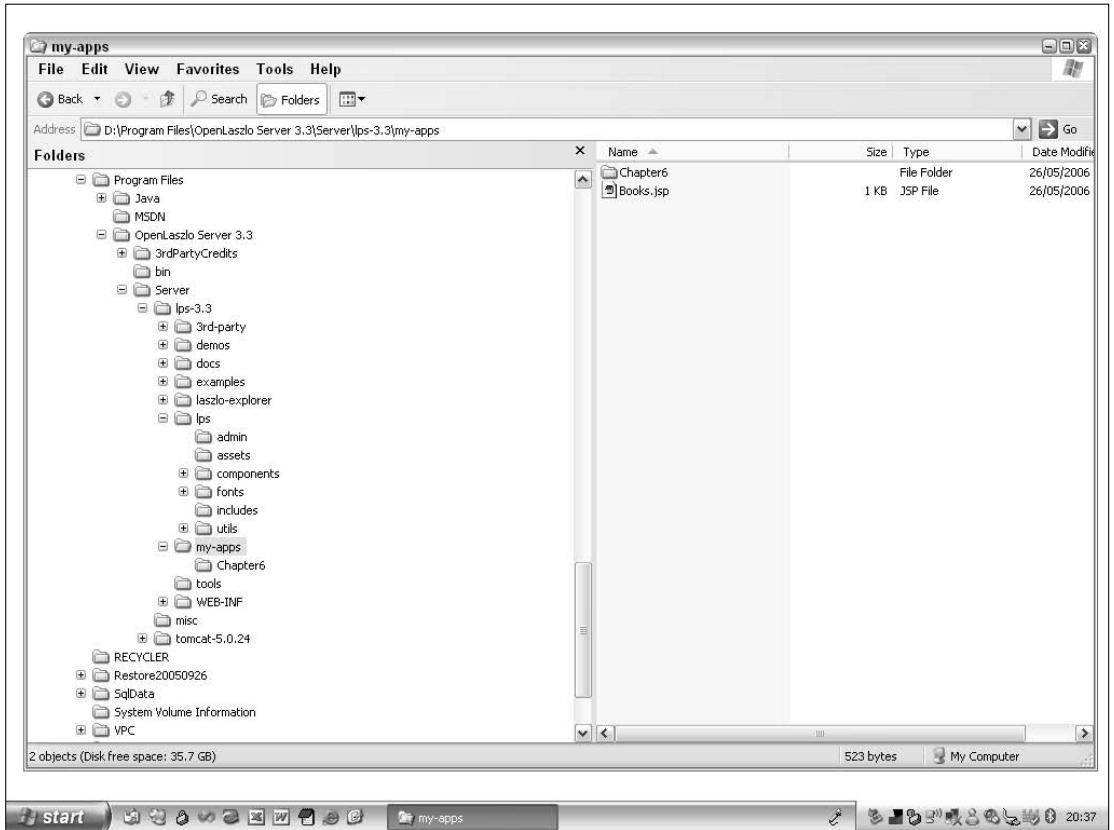 my-apps
File Edit View Favorites Tools Help
Back Search Folders
Address D:\Program Files\OpenLaszlo Server 3.3\Server\lps-3.3\my-apps Go
Folders
Program Files
Java
MSDN
OpenLaszlo Server 3.3
3rdPartyCredits
bin
Server
lps-3.3
3rd-party
demos
docs
examples
laszlo-explorer
lps
admin
assets
components
fonts
includes
utils
my-apps
Chapter6
tools
WEB-INF
misc
tomcat-5.0.24
RECYCLER
Restore20050926
SqlData
System Volume Information
VPC
Name Size Type Date Modifie
Chapter6 File Folder 26/05/2006
Books.jsp 1 KB JSP File 26/05/2006
2 objects (Disk free space: 35.7 GB) 523 bytes My Computer
start my-apps 20:37